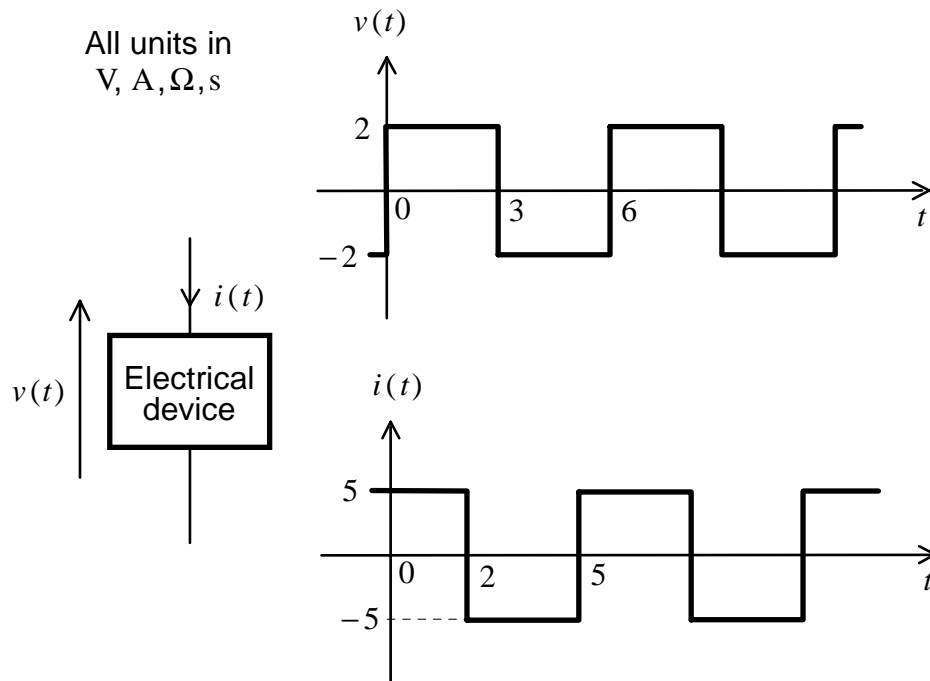 All units in
V, A, Ω, s
v(t)
2
0 3 6 t
−2
i(t)
v(t)
Electrical
device
i(t)
5
0 2 5 t
−5